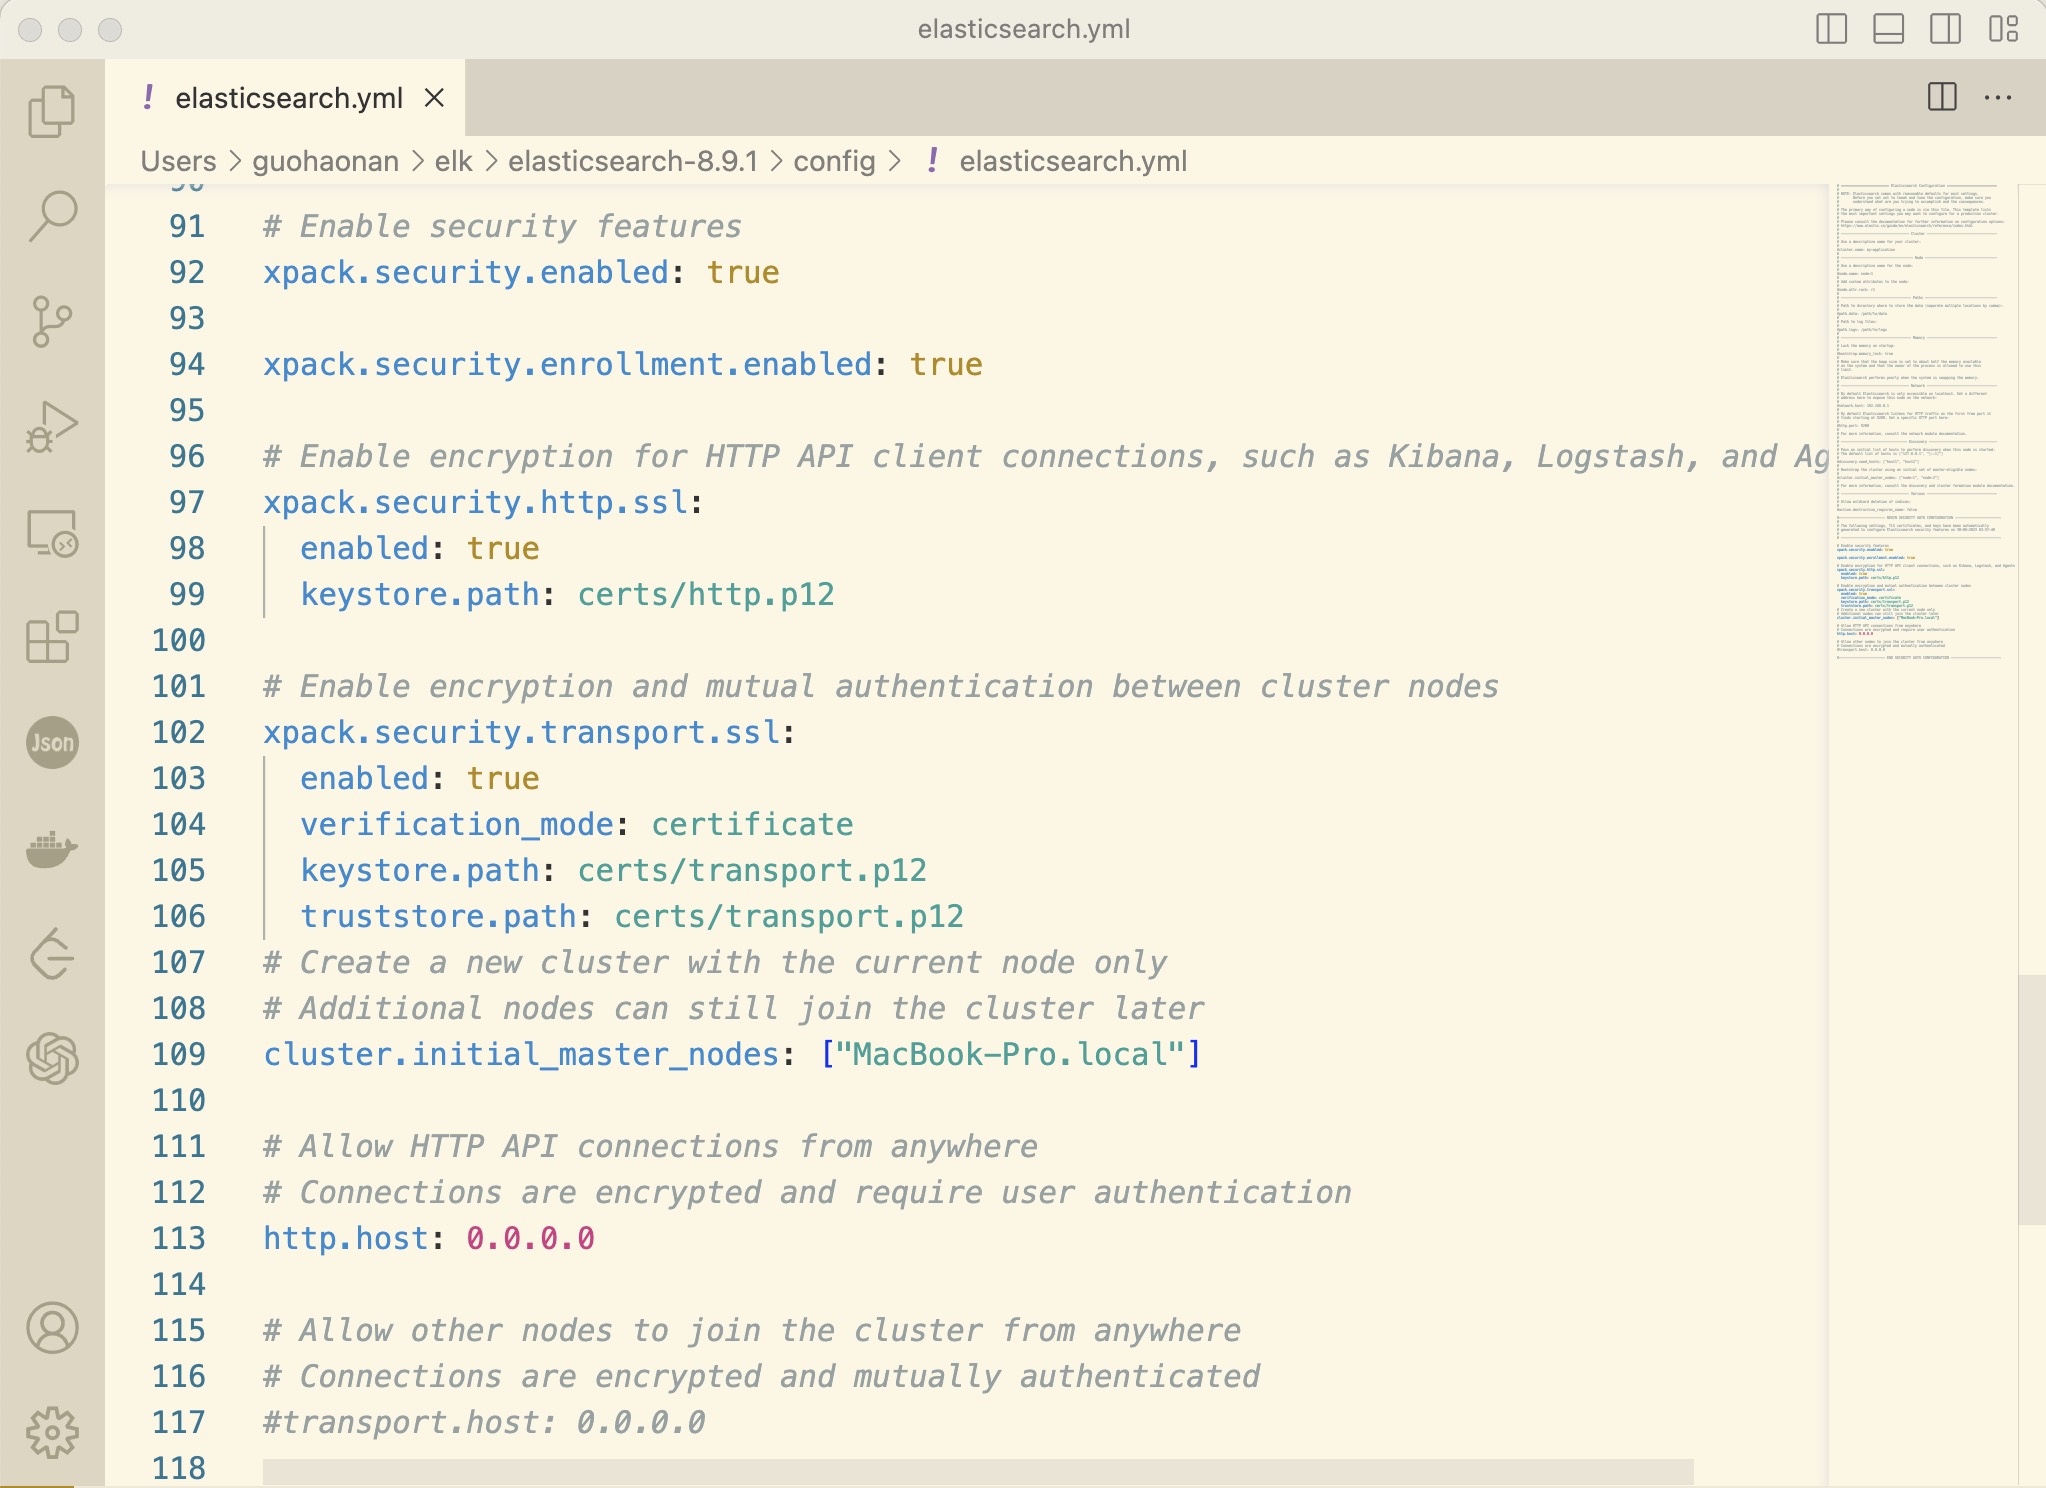 elasticsearch.yml
! elasticsearch.yml
Users > guohaonan > elk > elasticsearch-8.9.1 > config > ! elasticsearch.yml
91 # Enable security features
92 xpack.security.enabled: true
93
94 xpack.security.enrollment.enabled: true
95
96 # Enable encryption for HTTP API client connections, such as Kibana, Logstash, and Ag
97 xpack.security.http.ssl:
98   enabled: true
99   keystore.path: certs/http.p12
100
101 # Enable encryption and mutual authentication between cluster nodes
102 xpack.security.transport.ssl:
103   enabled: true
104   verification_mode: certificate
105   keystore.path: certs/transport.p12
106   truststore.path: certs/transport.p12
107 # Create a new cluster with the current node only
108 # Additional nodes can still join the cluster later
109 cluster.initial_master_nodes: ["MacBook-Pro.local"]
110
111 # Allow HTTP API connections from anywhere
112 # Connections are encrypted and require user authentication
113 http.host: 0.0.0.0
114
115 # Allow other nodes to join the cluster from anywhere
116 # Connections are encrypted and mutually authenticated
117 #transport.host: 0.0.0.0
118
Json